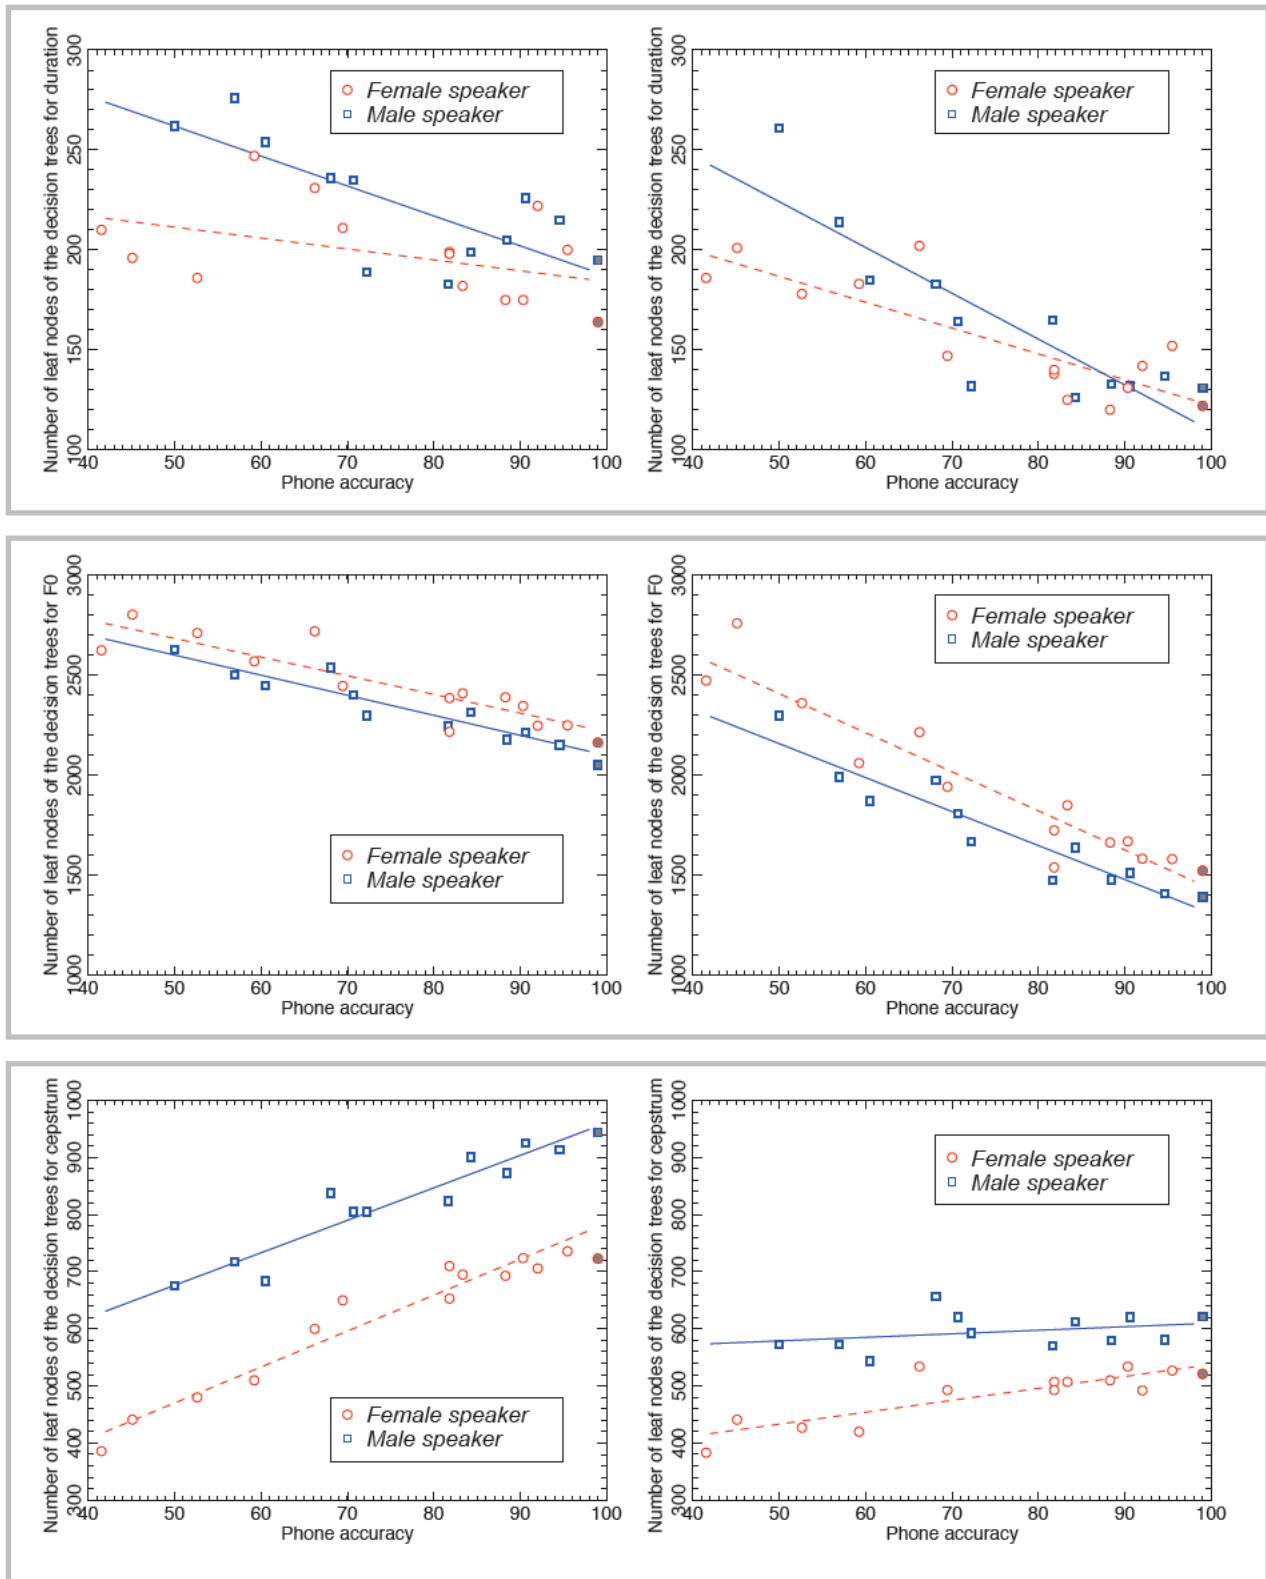 Number of leaf nodes of the decision trees for duration
300
250
200
150
100
Female speaker
Male speaker
40 50 60 70 80 90 100
Phone accuracy
Number of leaf nodes of the decision trees for duration
300
250
200
150
100
Female speaker
Male speaker
40 50 60 70 80 90 100
Phone accuracy
Number of leaf nodes of the decision trees for F0
3000
2500
2000
1500
1000
Female speaker
Male speaker
40 50 60 70 80 90 100
Phone accuracy
Number of leaf nodes of the decision trees for F0
3000
2500
2000
1500
1000
Female speaker
Male speaker
40 50 60 70 80 90 100
Phone accuracy
Number of leaf nodes of the decision trees for cepstrum
1000
900
800
700
600
500
400
300
Female speaker
Male speaker
40 50 60 70 80 90 100
Phone accuracy
Number of leaf nodes of the decision trees for cepstrum
1000
900
800
700
600
500
400
300
Female speaker
Male speaker
40 50 60 70 80 90 100
Phone accuracy